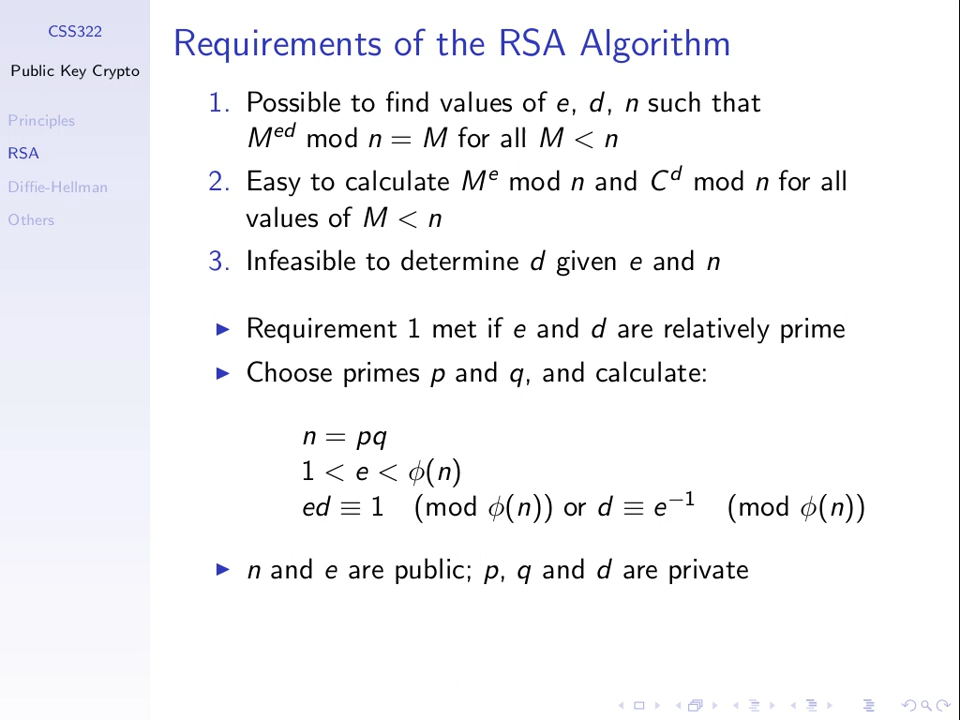 CSS322
Public Key Crypto
Principles
RSA
Diffie-Hellman
Others
Requirements of the RSA Algorithm
1. Possible to find values of e, d, n such that
M^{ed} mod n = M for all M < n
2. Easy to calculate M^e mod n and C^d mod n for all
values of M < n
3. Infeasible to determine d given e and n
▶ Requirement 1 met if e and d are relatively prime
▶ Choose primes p and q, and calculate:
n = pq
1 < e < ϕ(n)
ed ≡ 1 (mod ϕ(n)) or d ≡ e^{−1} (mod ϕ(n))
▶ n and e are public; p, q and d are private